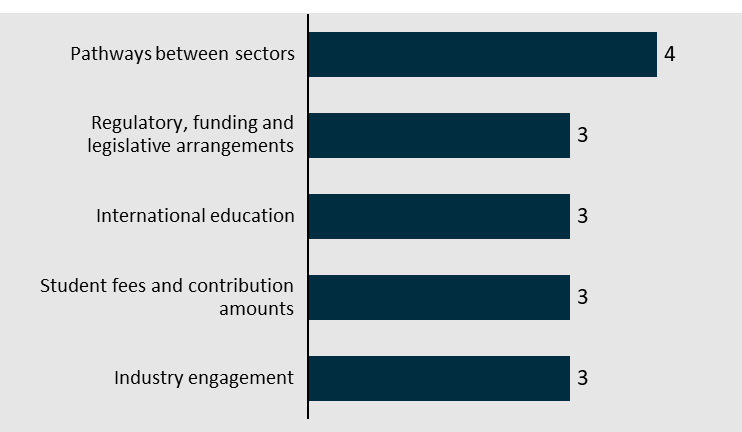 Pathways between sectors
4
Regulatory, funding and
legislative arrangements
3
International education
3
Student fees and contribution
amounts
3
Industry engagement
3